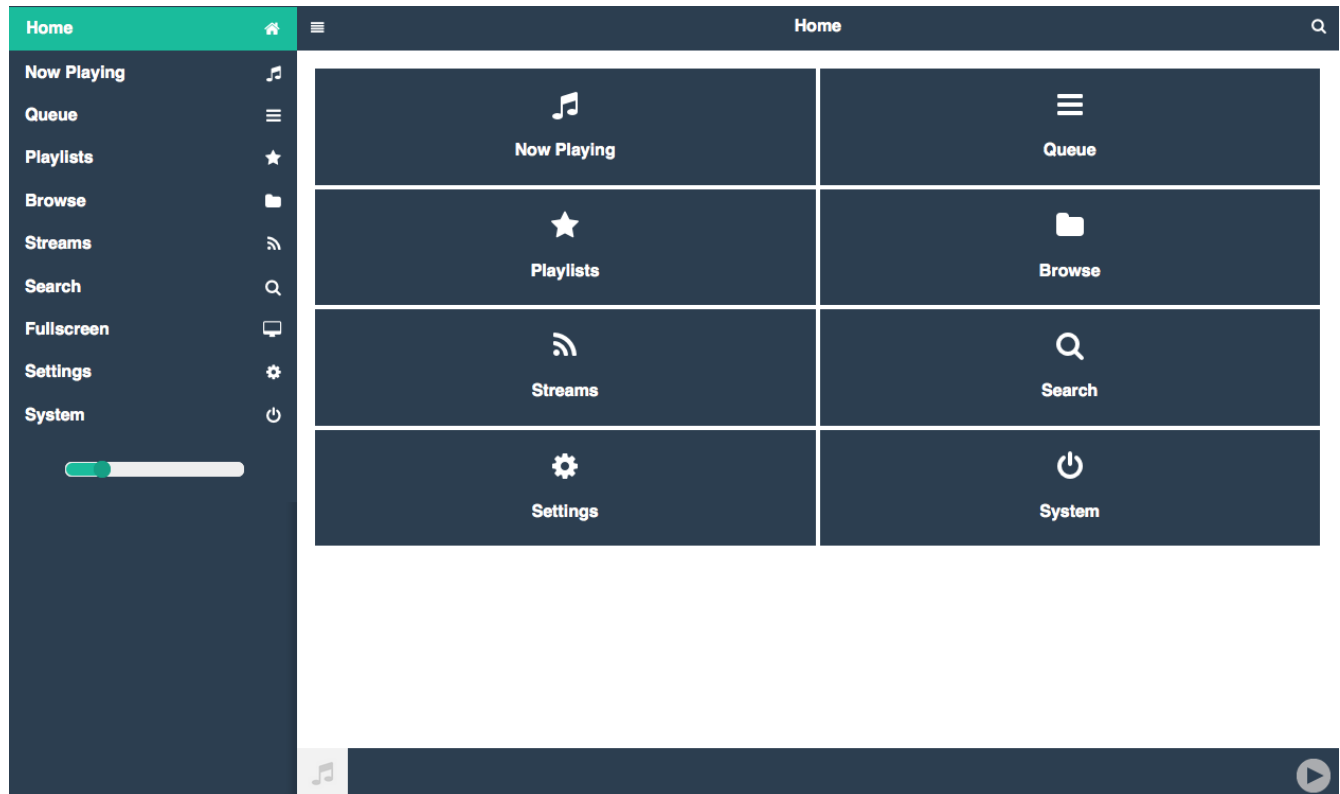 Home
Now Playing
Queue
Playlists
Browse
Streams
Search
Fullscreen
Settings
System
Home
Now Playing
Queue
Playlists
Browse
Streams
Search
Settings
System